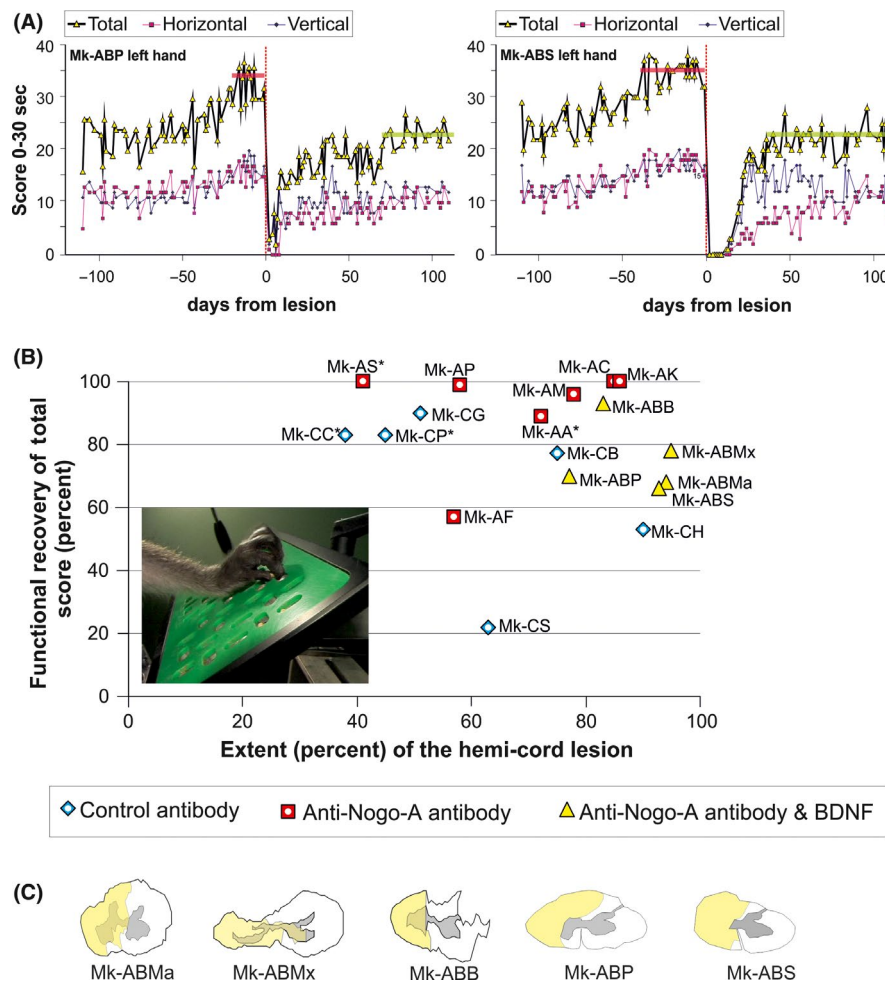 (A)
Total Horizontal Vertical
Total Horizontal Vertical
40
30
20
10
0
Score 0-30 sec
Mk-ABP left hand
−100 −50 0 50 100
days from lesion
40
30
20
10
0
Mk-ABS left hand
15
−100 −50 0 50 100
days from lesion
(B)
Functional recovery of total
score (percent)
100
80
60
40
20
0
Mk-AS*
Mk-AP
Mk-AC
Mk-AK
Mk-AM
Mk-ABB
Mk-CG
Mk-CC*
Mk-CP*
Mk-AA*
Mk-CB
Mk-ABMx
Mk-ABP
Mk-ABMa
Mk-ABS
Mk-AF
Mk-CH
Mk-CS
0 20 40 60 80 100
Extent (percent) of the hemi-cord lesion
Control antibody Anti-Nogo-A antibody Anti-Nogo-A antibody & BDNF
(C)
Mk-ABMa Mk-ABMx Mk-ABB Mk-ABP Mk-ABS